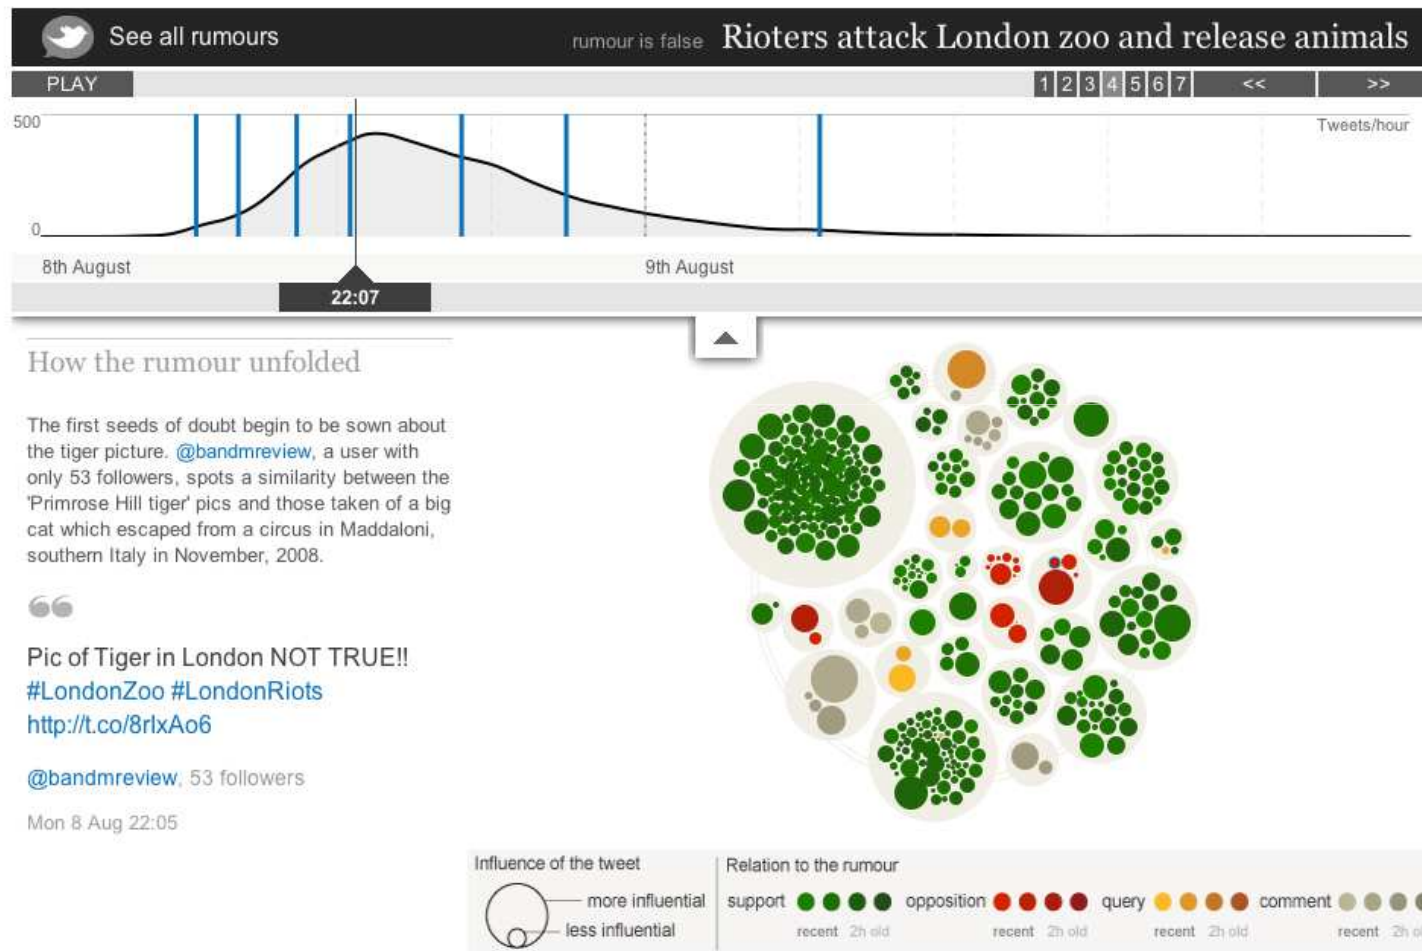 See all rumours
rumour is false Rioters attack London zoo and release animals
PLAY
1 2 3 4 5 6 7 << >>
500
Tweets/hour
0
8th August
9th August
22:07
How the rumour unfolded
The first seeds of doubt begin to be sown about
the tiger picture. @bandmreview, a user with
only 53 followers, spots a similarity between the
'Primrose Hill tiger' pics and those taken of a big
cat which escaped from a circus in Maddaloni,
southern Italy in November, 2008.
Pic of Tiger in London NOT TRUE!!
#LondonZoo #LondonRiots
http://t.co/8rIxAo6
@bandmreview, 53 followers
Mon 8 Aug 22:05
Influence of the tweet
more influential
less influential
Relation to the rumour
support opposition query comment
recent 2h old recent 2h old recent 2h old recent 2h o